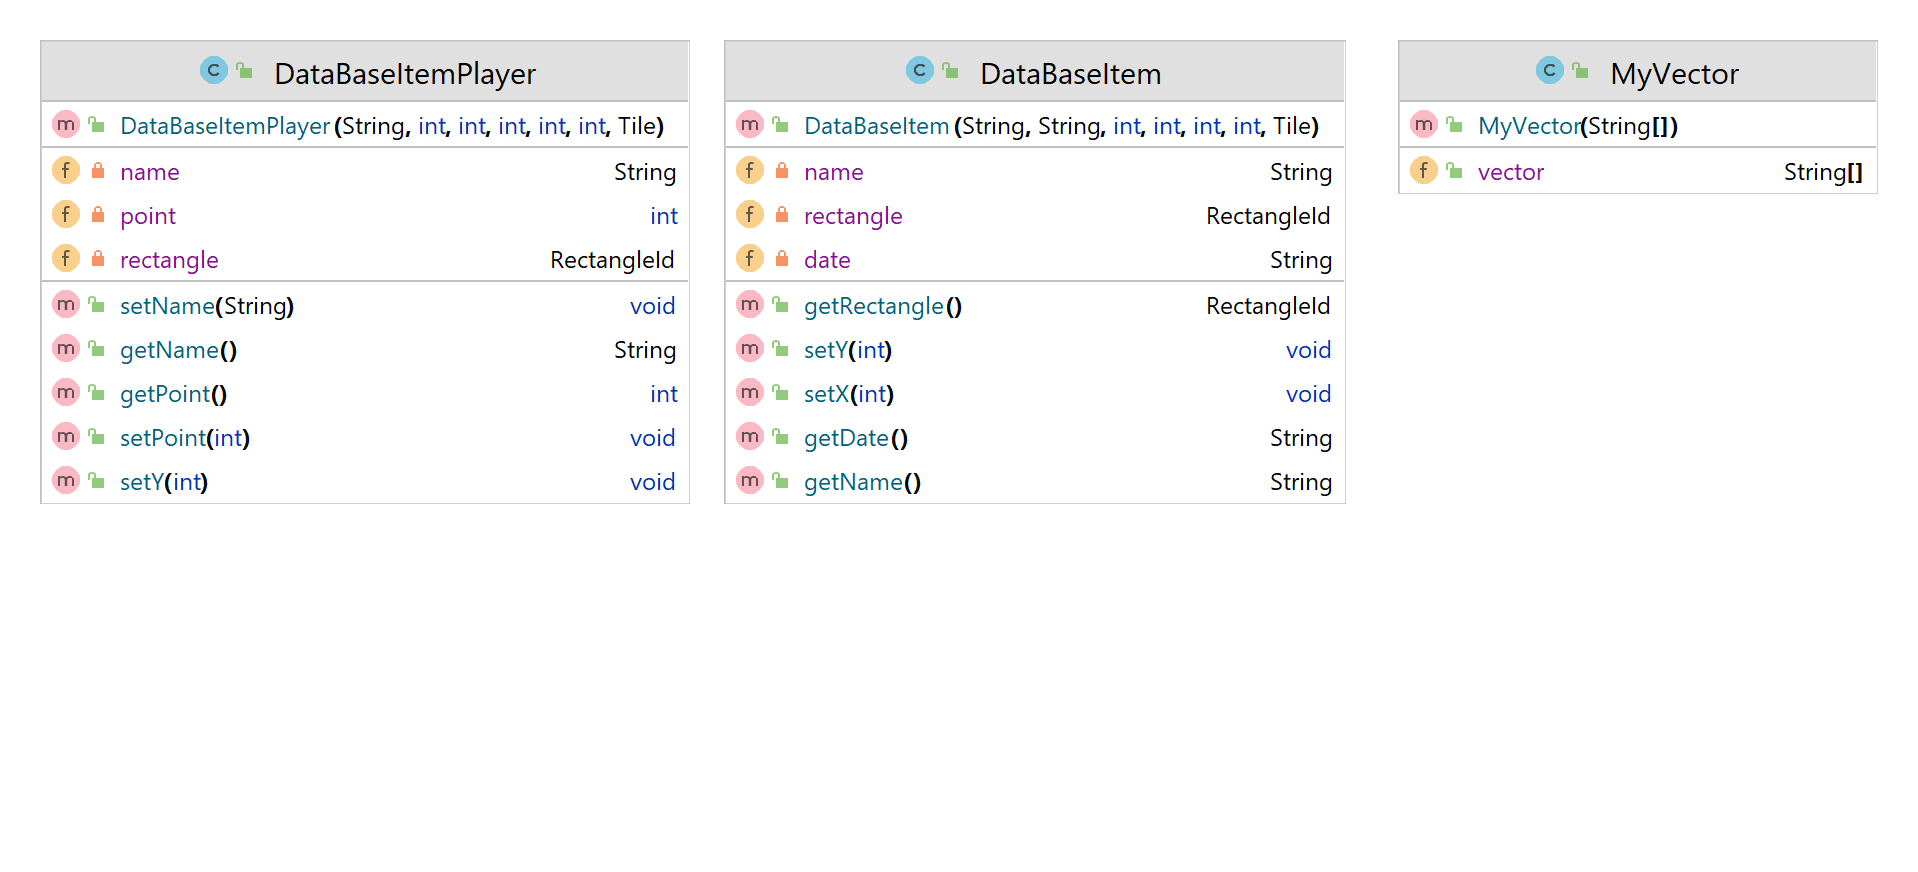 DataBaseItemPlayer
DataBaseItemPlayer(String, int, int, int, int, int, Tile)
name String
point int
rectangle RectangleId
setName(String) void
getName() String
getPoint() int
setPoint(int) void
setY(int) void
DataBaseItem
DataBaseItem(String, String, int, int, int, int, Tile)
name String
rectangle RectangleId
date String
getRectangle() RectangleId
setY(int) void
setX(int) void
getDate() String
getName() String
MyVector
MyVector(String[])
vector String[]